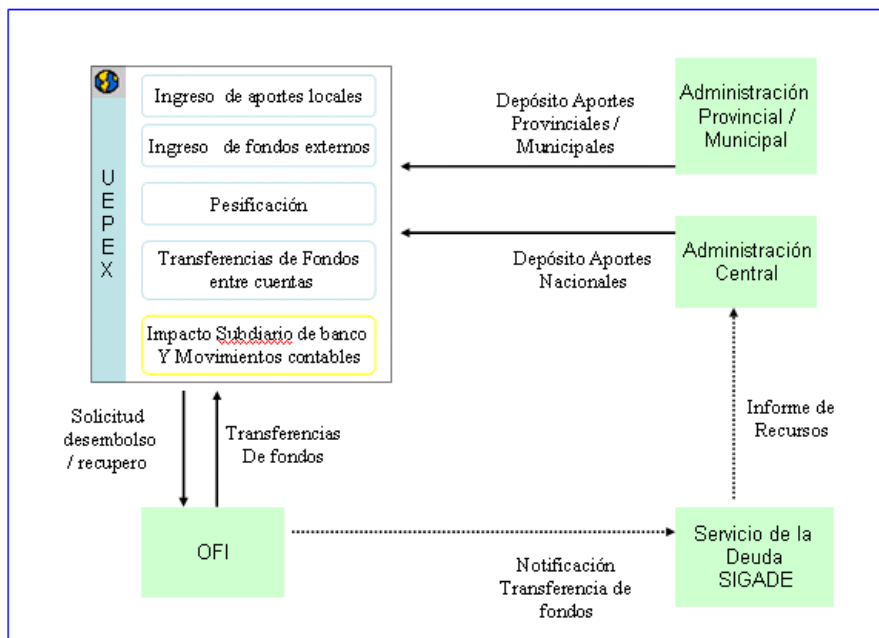 UEPEX
Ingreso de aportes locales
Ingreso de fondos externos
Pesificación
Transferencias de Fondos
entre cuentas
Impacto Subdiario de banco
Y Movimientos contables
Depósito Aportes
Provinciales /
Municipales
Administración
Provincial /
Municipal
Depósito Aportes
Nacionales
Administración
Central
Solicitud
desembolso
/ recupero
Transferencias
De fondos
Informe de
Recursos
OFI
Notificación
Transferencia de
fondos
Servicio de la
Deuda
SIGADE